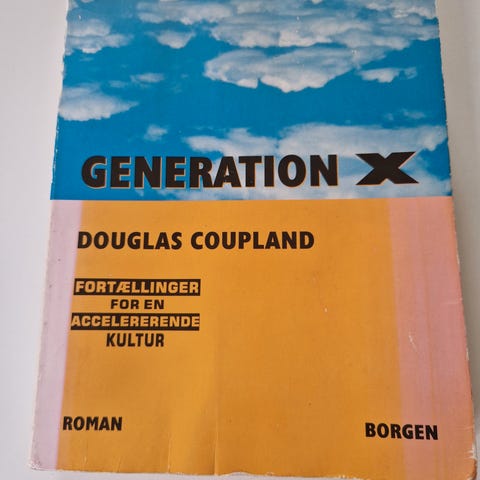 GENERATION X
DOUGLAS COUPLAND
FORTÆLLINGER
FOR EN
ACCELERERENDE
KULTUR
ROMAN
BORGEN